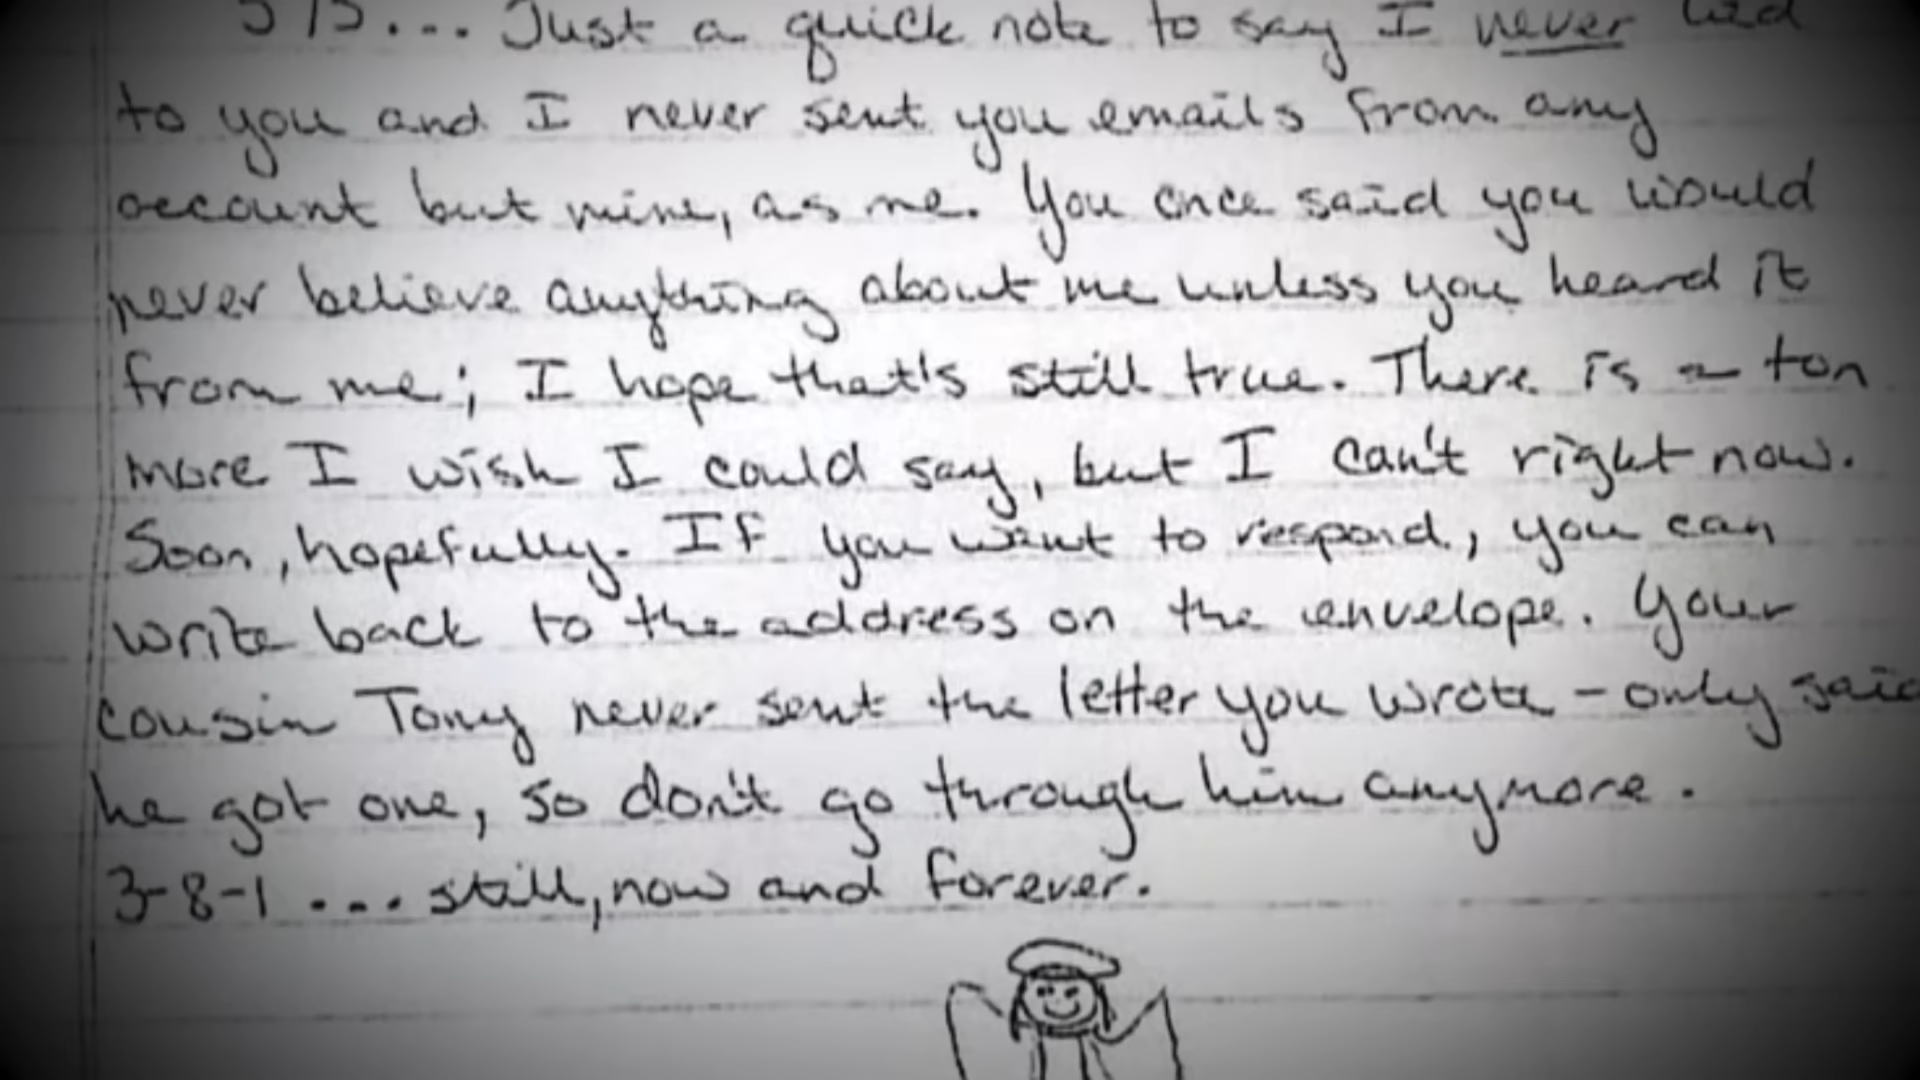 ... Just a quick note to say I never lied
to you and I never sent you emails from any
account but mine, as me. You once said you would
never believe anything about me unless you heard it
from me; I hope that's still true. There is a ton
more I wish I could say, but I can't right now.
Soon, hopefully. If you want to respond, you can
write back to the address on the envelope. Your
cousin Tony never sent the letter you wrote - only said
he got one, so don't go through him anymore.
3-8-1 ... still, now and forever.